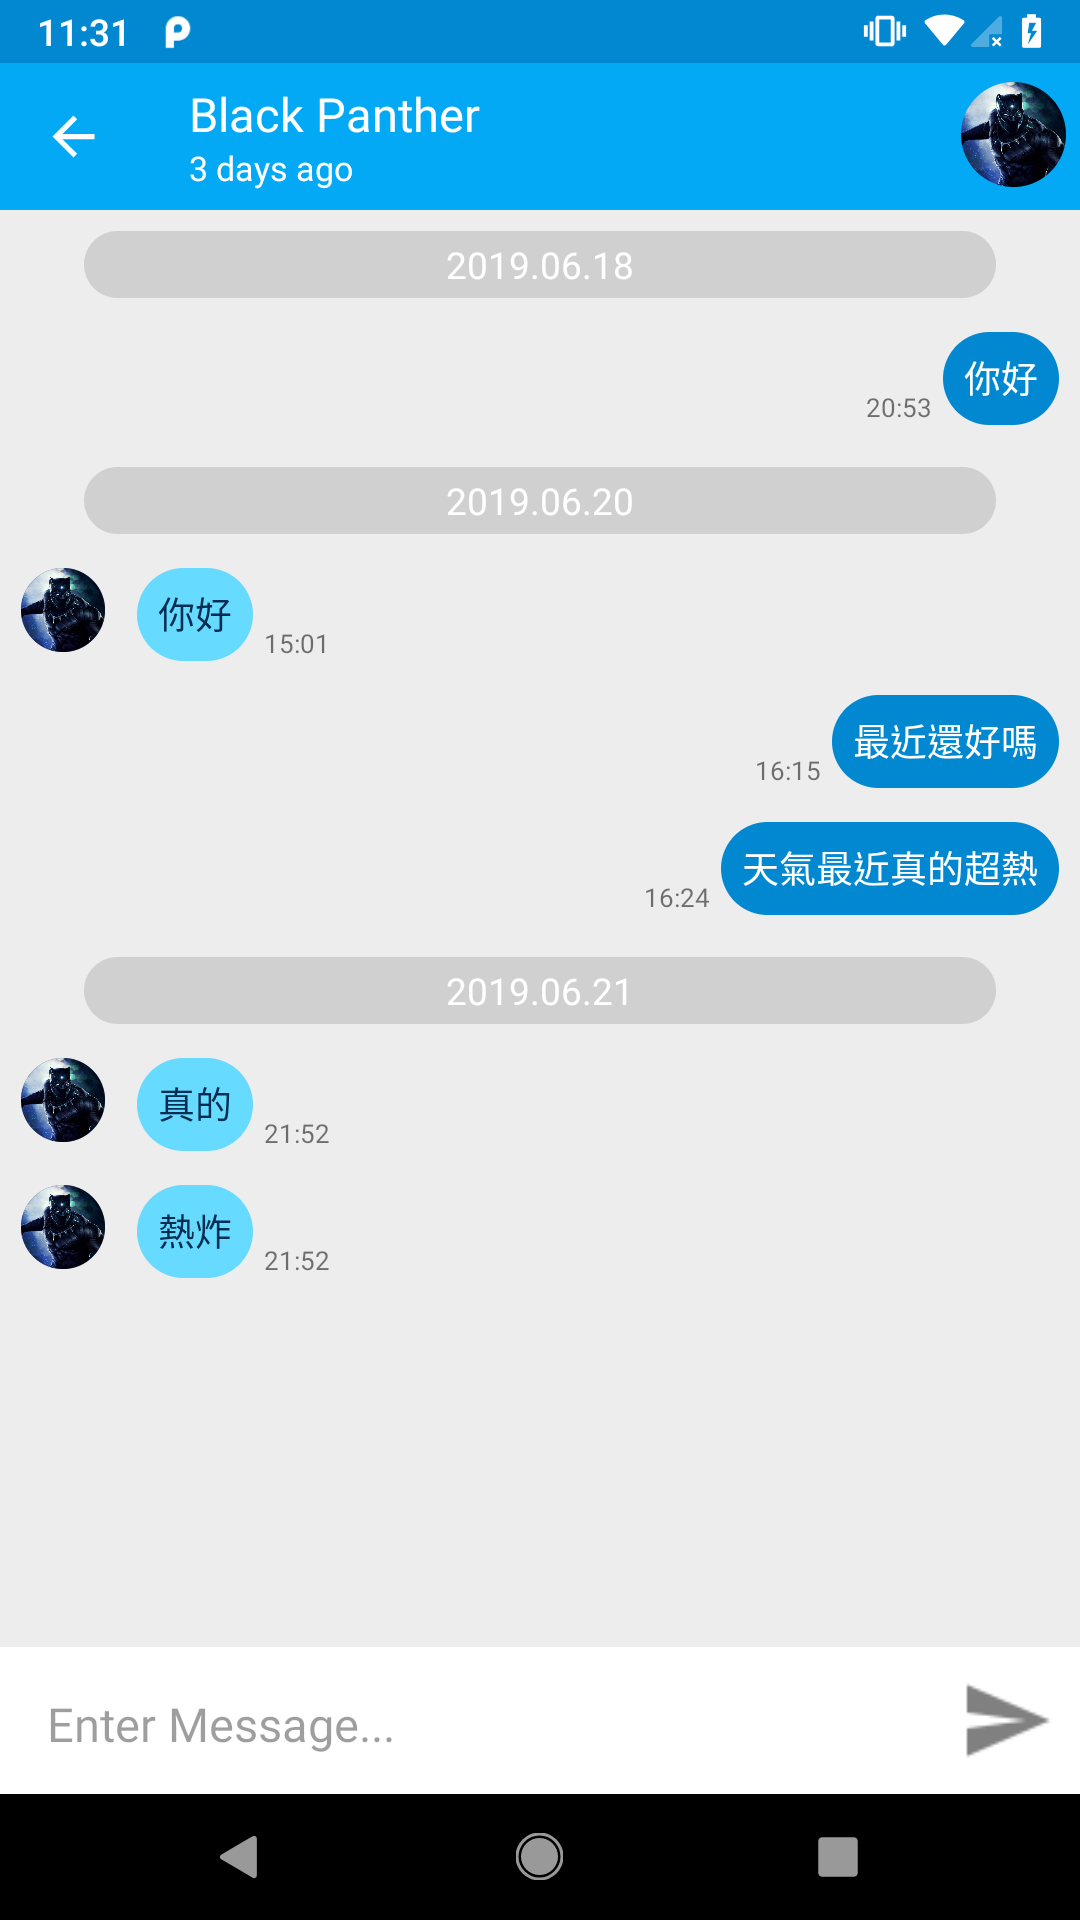 11:31
Black Panther
3 days ago
2019.06.18
你好
20:53
2019.06.20
你好
15:01
最近還好嗎
16:15
天氣最近真的超熱
16:24
2019.06.21
真的
21:52
熱炸
21:52
Enter Message...